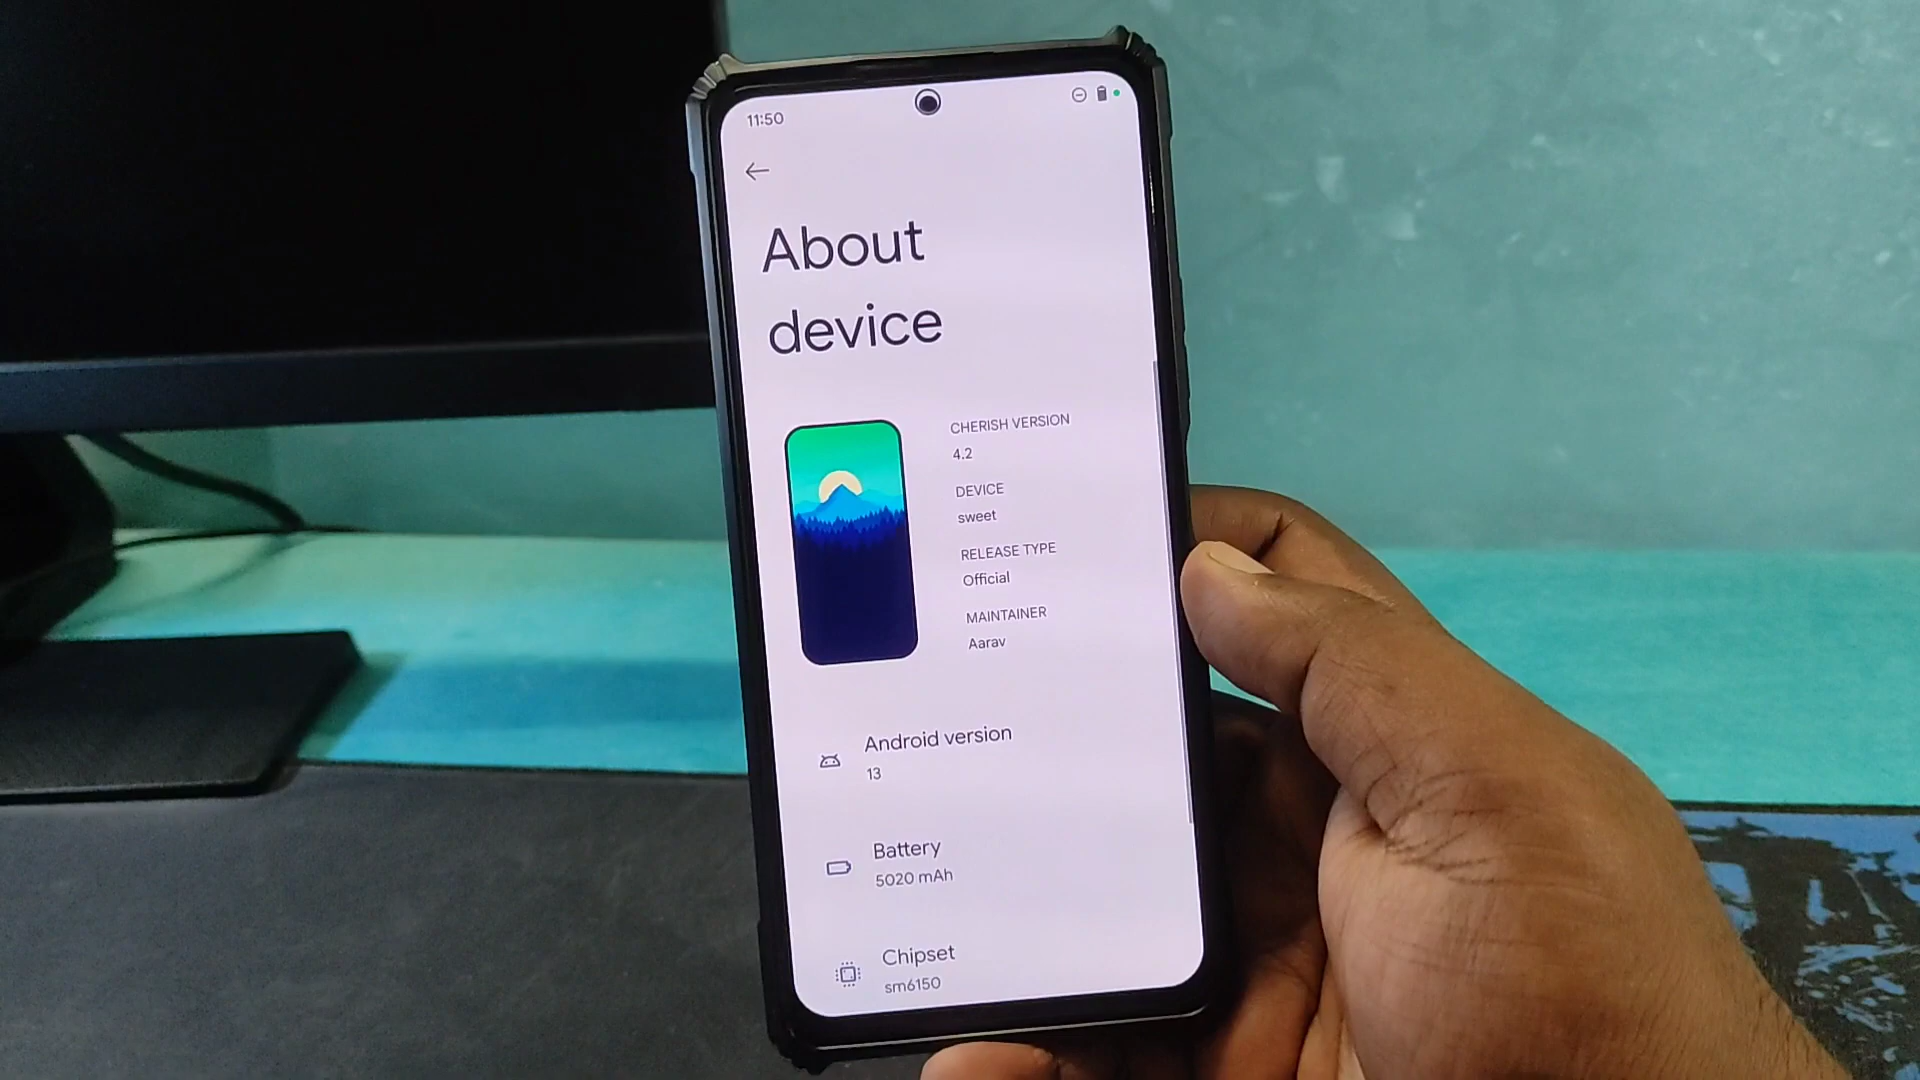 11:50
About
device
CHERISH VERSION
4.2
DEVICE
sweet
RELEASE TYPE
Official
MAINTAINER
Aarav
Android version
13
Battery
5020 mAh
Chipset
sm6150